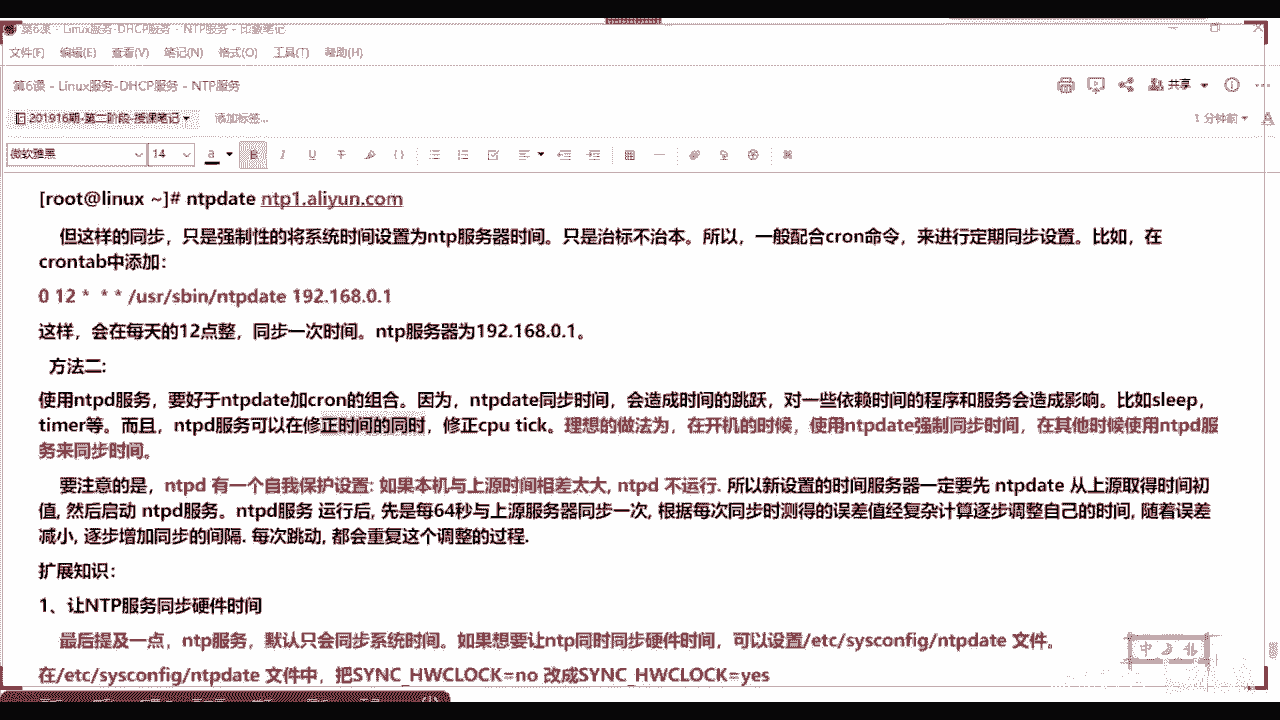 第6课 - Linux服务-DHCP服务 - NTP服务 - 印象笔记
文件(F) 编辑(E) 查看(V) 笔记(N) 格式(O) 工具(T) 帮助(H)
第6课 - Linux服务-DHCP服务 - NTP服务
共享
201916期-第二阶段-授课笔记
添加标签...
1 分钟前
微软雅黑 14 a B I U T
[root@linux ~]# ntpdate ntp1.aliyun.com
但这样的同步，只是强制性的将系统时间设置为ntp服务器时间。只是治标不治本。所以，一般配合cron命令，来进行定期同步设置。比如，在
crontab中添加：
0 12 * * * /usr/sbin/ntpdate 192.168.0.1
这样，会在每天的12点整，同步一次时间。ntp服务器为192.168.0.1。
方法二：
使用ntpd服务，要好于ntpdate加cron的组合。因为，ntpdate同步时间，会造成时间的跳跃，对一些依赖时间的程序和服务会造成影响。比如sleep，
timer等。而且，ntpd服务可以在修正时间的同时，修正cpu tick。理想的做法为，在开机的时候，使用ntpdate强制同步时间，在其他时候使用ntpd服
务来同步时间。
要注意的是，ntpd 有一个自我保护设置: 如果本机与上源时间相差太大, ntpd 不运行. 所以新设置的时间服务器一定要先 ntpdate 从上源取得时间初
值, 然后启动 ntpd服务。ntpd服务 运行后, 先是每64秒与上源服务器同步一次, 根据每次同步时测得的误差值经复杂计算逐步调整自己的时间, 随着误差
减小, 逐步增加同步的间隔. 每次跳动, 都会重复这个调整的过程.
扩展知识：
1、让NTP服务同步硬件时间
最后提及一点，ntp服务，默认只会同步系统时间。如果想要让ntp同时同步硬件时间，可以设置/etc/sysconfig/ntpdate 文件。
在/etc/sysconfig/ntpdate 文件中，把SYNC_HWCLOCK=no 改成SYNC_HWCLOCK=yes